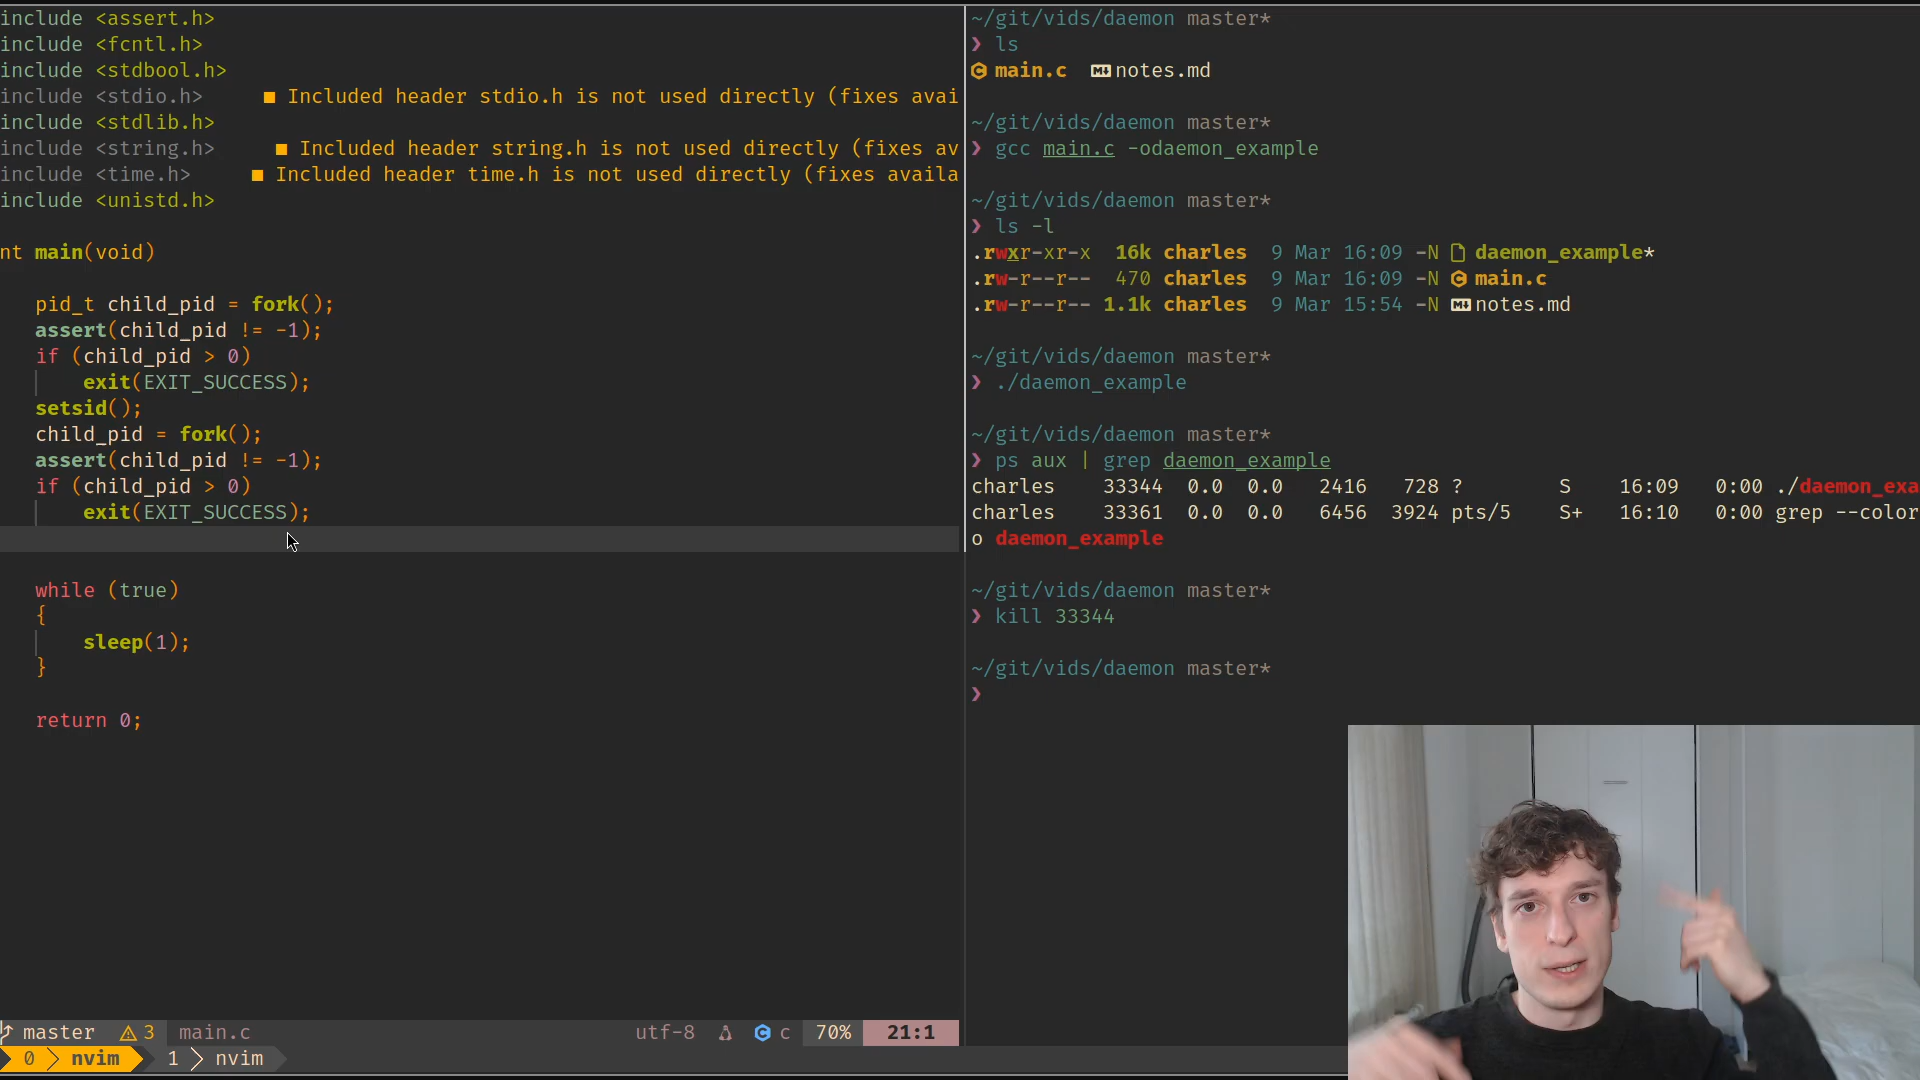 include <assert.h>
include <fcntl.h>
include <stdbool.h>
include <stdio.h> ■ Included header stdio.h is not used directly (fixes avai
include <stdlib.h>
include <string.h> ■ Included header string.h is not used directly (fixes av
include <time.h> ■ Included header time.h is not used directly (fixes availa
include <unistd.h>
nt main(void)
pid_t child_pid = fork();
assert(child_pid != -1);
if (child_pid > 0)
exit(EXIT_SUCCESS);
setsid();
child_pid = fork();
assert(child_pid != -1);
if (child_pid > 0)
exit(EXIT_SUCCESS);
while (true)
{
sleep(1);
}
return 0;
master ⚠ 3 main.c utf-8 c 70% 21:1
0 nvim 1 nvim
~/git/vids/daemon master*
❯ ls
main.c notes.md
~/git/vids/daemon master*
❯ gcc main.c -odaemon_example
~/git/vids/daemon master*
❯ ls -l
.rwxr-xr-x 16k charles 9 Mar 16:09 -N daemon_example*
.rw-r--r-- 470 charles 9 Mar 16:09 -N main.c
.rw-r--r-- 1.1k charles 9 Mar 15:54 -N notes.md
~/git/vids/daemon master*
❯ ./daemon_example
~/git/vids/daemon master*
❯ ps aux | grep daemon_example
charles 33344 0.0 0.0 2416 728 ? S 16:09 0:00 ./daemon_exa
charles 33361 0.0 0.0 6456 3924 pts/5 S+ 16:10 0:00 grep --color
o daemon_example
~/git/vids/daemon master*
❯ kill 33344
~/git/vids/daemon master*
❯